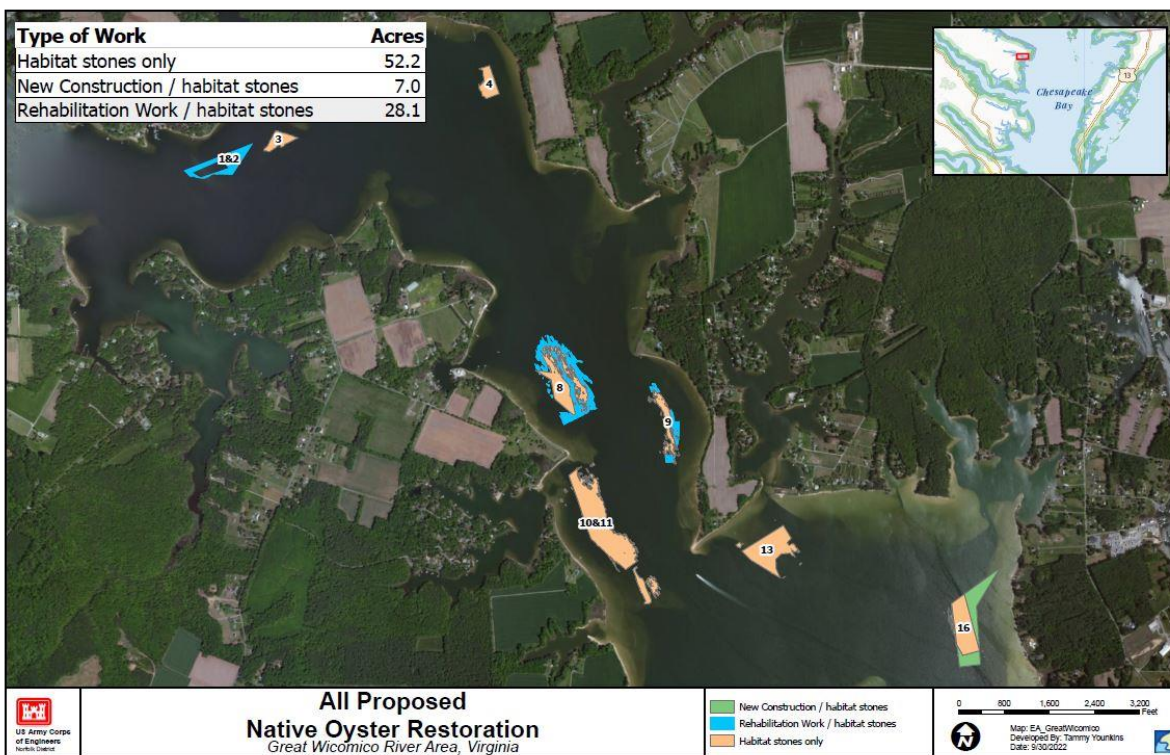 Type of Work Acres
Habitat stones only 52.2
New Construction / habitat stones 7.0
Rehabilitation Work / habitat stones 28.1
Chesapeake
Bay
13
4
3
1&2
8
9
10&11
13
16
US Army Corps
of Engineers
Norfolk District
All Proposed
Native Oyster Restoration
Great Wicomico River Area, Virginia
New Construction / habitat stones
Rehabilitation Work / habitat stones
Habitat stones only
0 800 1,600 2,400 3,200
Feet
N
Map: EA_GreatWicomico
Developed By: Tammy Younkins
Date: 9/30/2022